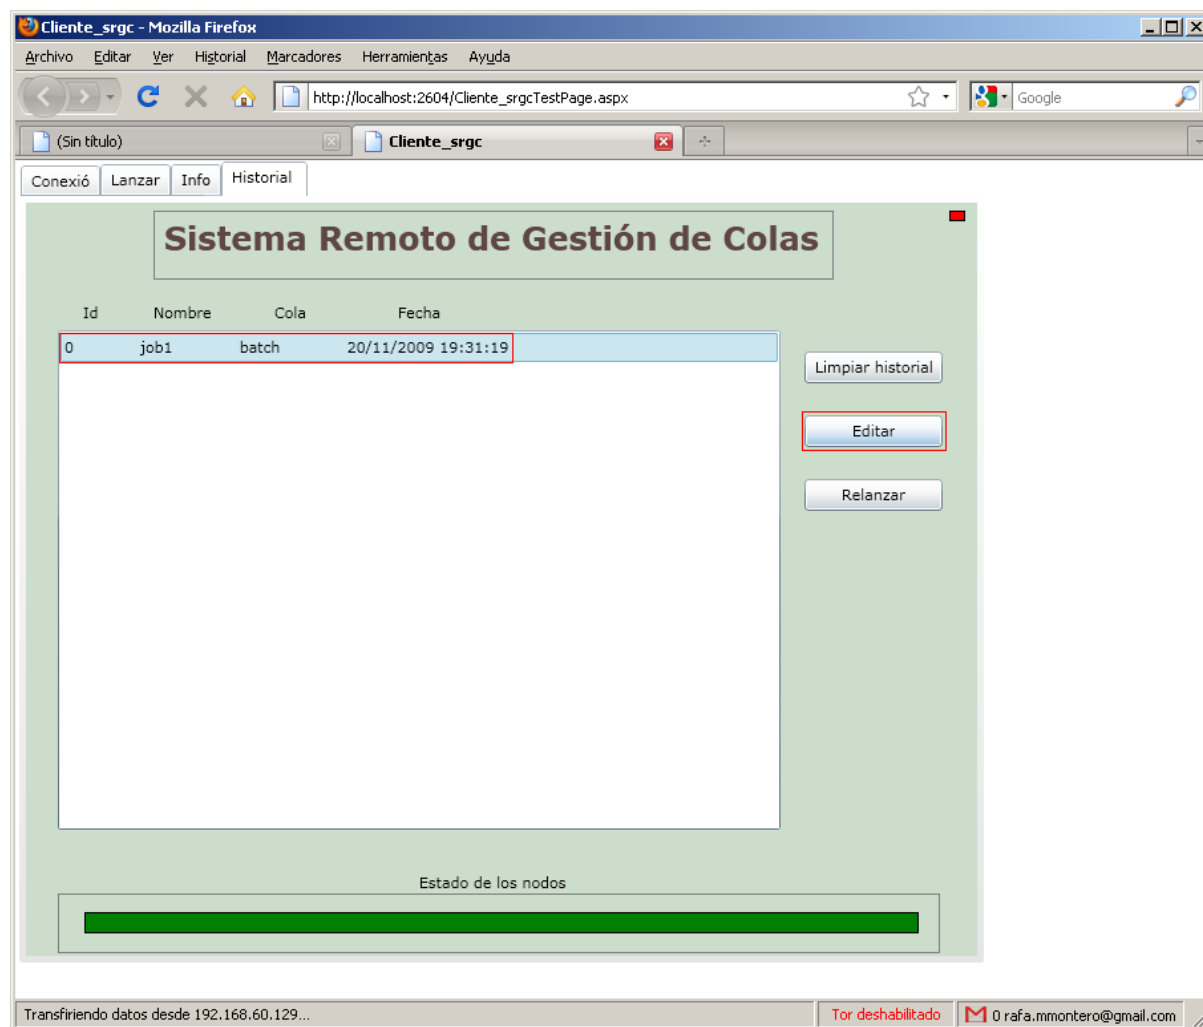 Cliente_srgc - Mozilla Firefox
Archivo Editar Ver Historial Marcadores Herramientas Ayuda
http://localhost:2604/Cliente_srgcTestPage.aspx Google
(Sin título) Cliente_srgc
Conexió Lanzar Info Historial
Sistema Remoto de Gestión de Colas
Id Nombre Cola Fecha
0 job1 batch 20/11/2009 19:31:19
Limpiar historial
Editar
Relanzar
Estado de los nodos
Transfiriendo datos desde 192.168.60.129... Tor deshabilitado 0 rafa.mmontero@gmail.com